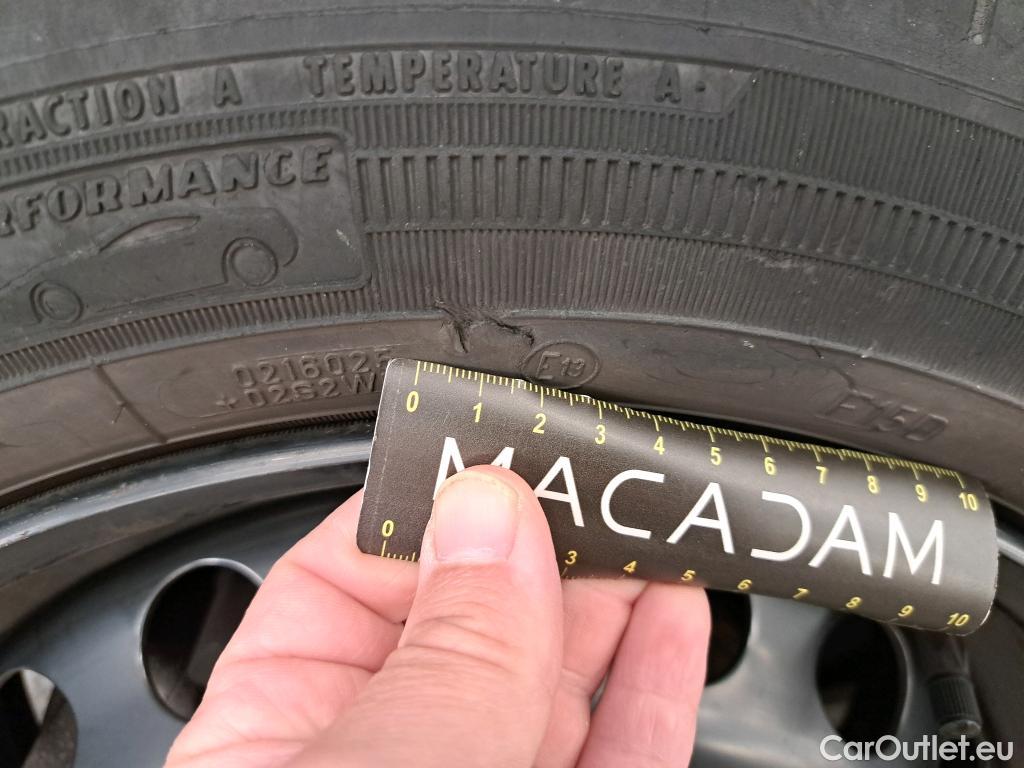 RACTION A TEMPERATURE A
RFORMANCE
E13
0 1 2 3 4 5 6 7 8 9 10
MACADAM
0 3 4 5 6 7 8 9 10
CarOutlet.eu